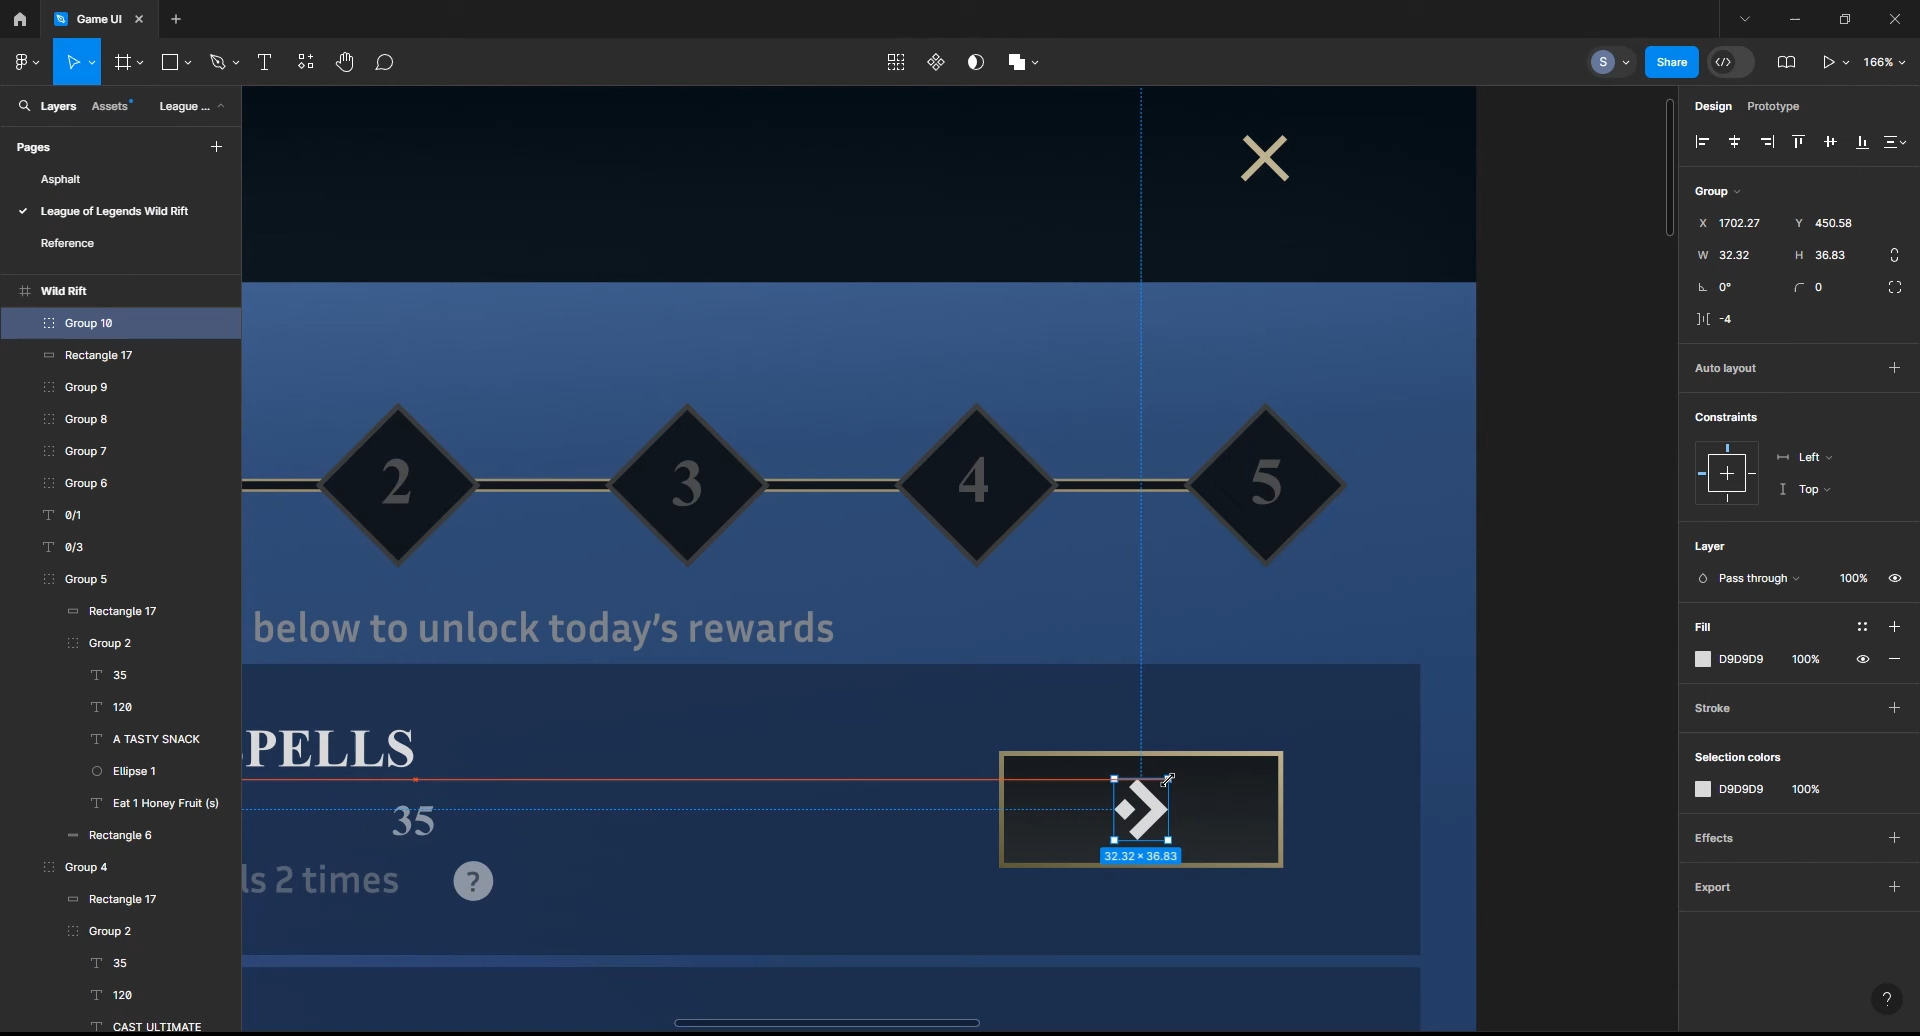 Game UI
S
Share
166%
Layers
Assets
League ...
Design
Prototype
Pages
Asphalt
League of Legends Wild Rift
Reference
Wild Rift
Group 10
Rectangle 17
Group 9
Group 8
Group 7
Group 6
0/1
0/3
Group 5
Rectangle 17
Group 2
35
120
A TASTY SNACK
Ellipse 1
Eat 1 Honey Fruit (s)
Rectangle 6
Group 4
Rectangle 17
Group 2
35
120
CAST ULTIMATE
2
3
4
5
below to unlock today's rewards
SPELLS
35
ls 2 times
?
32.32 × 36.83
Group
X 1702.27
Y 450.58
W 32.32
H 36.83
0°
0
-4
Auto layout
Constraints
Left
Top
Layer
Pass through
100%
Fill
D9D9D9
100%
Stroke
Selection colors
D9D9D9
100%
Effects
Export
?